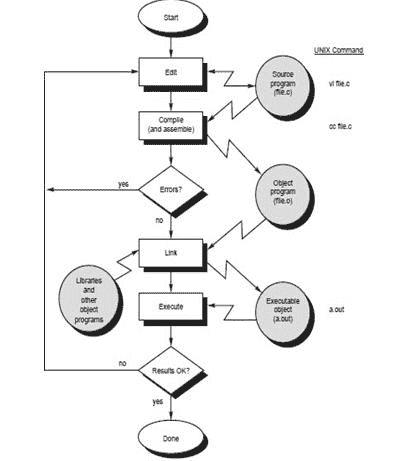 Start
UNIX Command
Edit
Source
program
(file.c)
vi file.c
Compile
(and assemble)
cc file.c
yes
Errors?
Object
program
(file.o)
no
Link
Libraries
and
other
object
programs
Execute
Executable
object
(a.out)
a.out
no
Results OK?
yes
Done